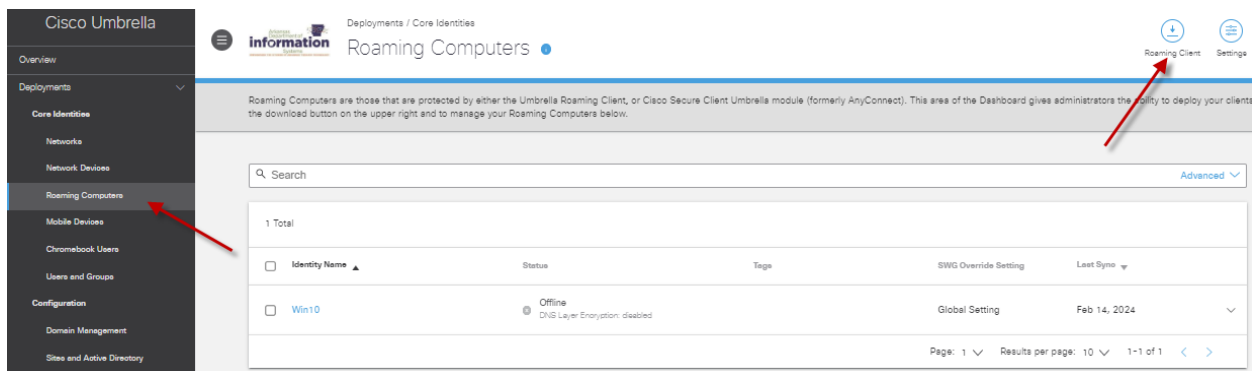 Cisco Umbrella
Overview
Deployments
Core Identities
Networks
Network Devices
Roaming Computers
Mobile Devices
Chromebook Users
Users and Groups
Configuration
Domain Management
Sites and Active Directory
Arkansas
Department of
information
Systems
Deployments / Core Identities
Roaming Computers
Roaming Client
Settings
Roaming Computers are those that are protected by either the Umbrella Roaming Client, or Cisco Secure Client Umbrella module (formerly AnyConnect). This area of the Dashboard gives administrators the ability to deploy your clients
the download button on the upper right and to manage your Roaming Computers below.
Search
Advanced
1 Total
Identity Name
Status
Tags
SWG Override Setting
Last Sync
Win10
Offline
DNS Layer Encryption: disabled
Global Setting
Feb 14, 2024
Page: 1
Results per page: 10
1-1 of 1